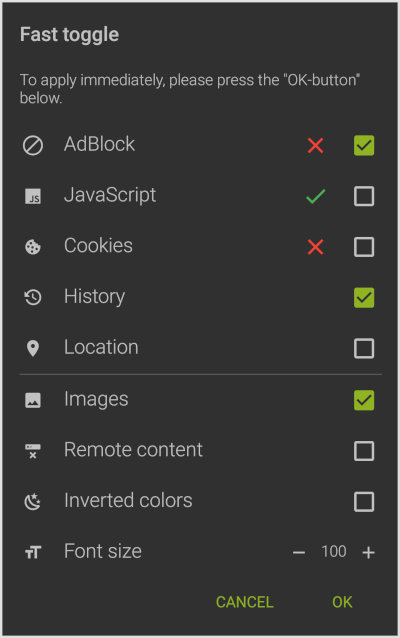 Fast toggle
To apply immediately, please press the "OK-button"
below.
AdBlock
JS JavaScript
Cookies
History
Location
Images
Remote content
Inverted colors
TT Font size − 100 +
CANCEL OK